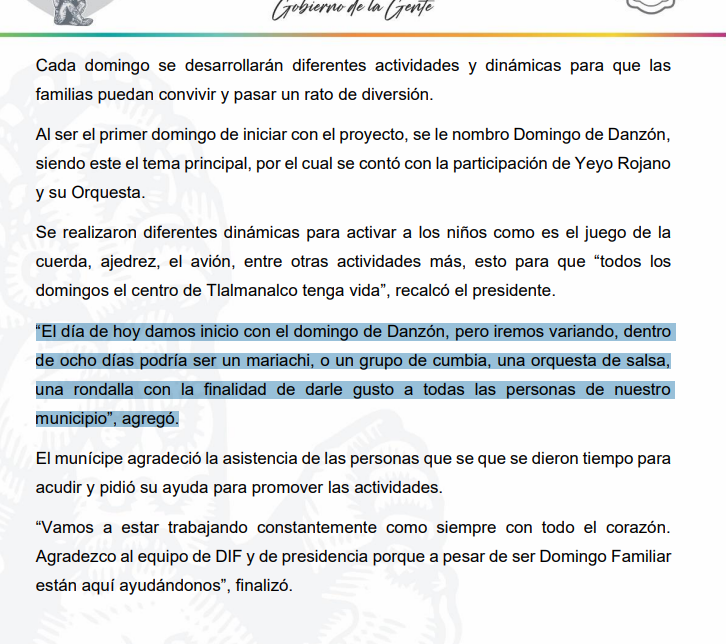 Gobierno de la Gente
Cada domingo se desarrollarán diferentes actividades y dinámicas para que las
familias puedan convivir y pasar un rato de diversión.
Al ser el primer domingo de iniciar con el proyecto, se le nombro Domingo de Danzón,
siendo este el tema principal, por el cual se contó con la participación de Yeyo Rojano
y su Orquesta.
Se realizaron diferentes dinámicas para activar a los niños como es el juego de la
cuerda, ajedrez, el avión, entre otras actividades más, esto para que “todos los
domingos el centro de Tlalmanalco tenga vida”, recalcó el presidente.
“El día de hoy damos inicio con el domingo de Danzón, pero iremos variando, dentro
de ocho días podría ser un mariachi, o un grupo de cumbia, una orquesta de salsa,
una rondalla con la finalidad de darle gusto a todas las personas de nuestro
municipio”, agregó.
El munícipe agradeció la asistencia de las personas que se que se dieron tiempo para
acudir y pidió su ayuda para promover las actividades.
“Vamos a estar trabajando constantemente como siempre con todo el corazón.
Agradezco al equipo de DIF y de presidencia porque a pesar de ser Domingo Familiar
están aquí ayudándonos”, finalizó.